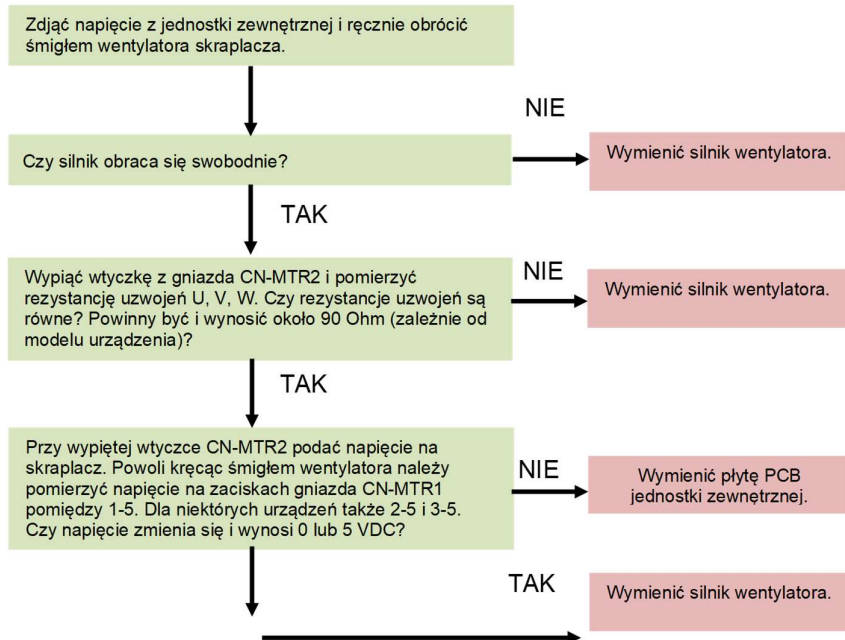 Zdjąć napięcie z jednostki zewnętrznej i ręcznie obrócić
śmigłem wentylatora skraplacza.
NIE
Czy silnik obraca się swobodnie?
Wymienić silnik wentylatora.
TAK
Wypiąć wtyczkę z gniazda CN-MTR2 i pomierzyć
rezystancję uzwojeń U, V, W. Czy rezystancje uzwojeń są
równe? Powinny być i wynosić około 90 Ohm (zależnie od
modelu urządzenia)?
NIE
Wymienić silnik wentylatora.
TAK
Przy wypiętej wtyczce CN-MTR2 podać napięcie na
skraplacz. Powoli kręcąc śmigłem wentylatora należy
pomierzyć napięcie na zaciskach gniazda CN-MTR1
pomiędzy 1-5. Dla niektórych urządzeń także 2-5 i 3-5.
Czy napięcie zmienia się i wynosi 0 lub 5 VDC?
NIE
Wymienić płytę PCB
jednostki zewnętrznej.
TAK
Wymienić silnik wentylatora.